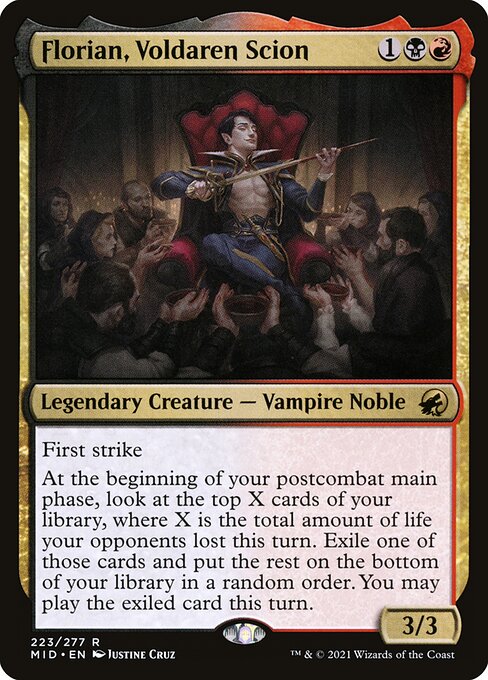 Florian, Voldaren Scion 1
Legendary Creature — Vampire Noble
First strike
At the beginning of your postcombat main
phase, look at the top X cards of your
library, where X is the total amount of life
your opponents lost this turn. Exile one of
those cards and put the rest on the bottom
of your library in a random order. You may
play the exiled card this turn.
3/3
223/277 R
MID • EN Justine Cruz
™ & © 2021 Wizards of the Coast